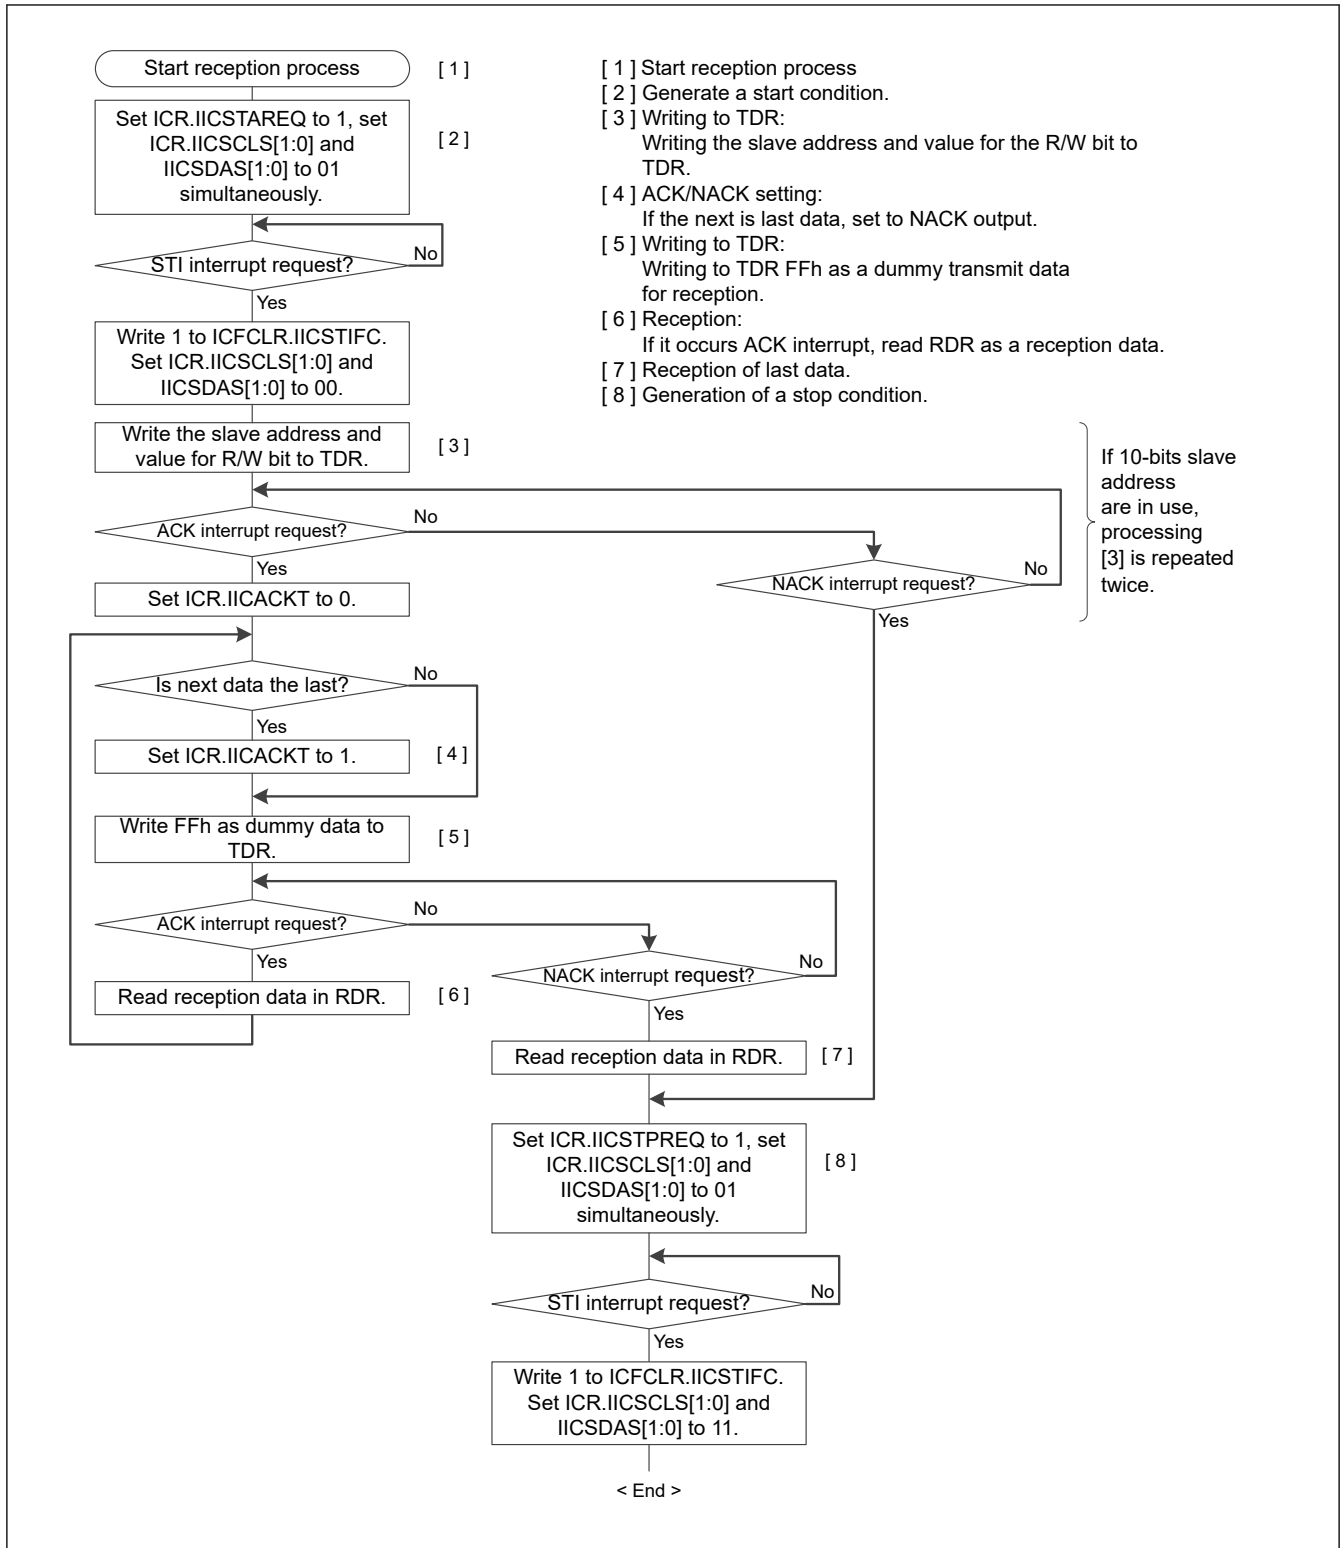 Start reception process
[ 1 ]
Set ICR.IICSTAREQ to 1, set
ICR.IICSCLS[1:0] and
IICSDAS[1:0] to 01
simultaneously.
[ 2 ]
STI interrupt request?
No
Yes
Write 1 to ICFCLR.IICSTIFC.
Set ICR.IICSCLS[1:0] and
IICSDAS[1:0] to 00.
Write the slave address and
value for R/W bit to TDR.
[ 3 ]
ACK interrupt request?
No
Yes
NACK interrupt request?
No
Yes
Set ICR.IICACKT to 0.
Is next data the last?
No
Yes
Set ICR.IICACKT to 1.
[ 4 ]
Write FFh as dummy data to
TDR.
[ 5 ]
ACK interrupt request?
No
Yes
NACK interrupt request?
No
Yes
Read reception data in RDR.
[ 6 ]
Read reception data in RDR.
[ 7 ]
Set ICR.IICSTPREQ to 1, set
ICR.IICSCLS[1:0] and
IICSDAS[1:0] to 01
simultaneously.
[ 8 ]
STI interrupt request?
No
Yes
Write 1 to ICFCLR.IICSTIFC.
Set ICR.IICSCLS[1:0] and
IICSDAS[1:0] to 11.
< End >
[ 1 ] Start reception process
[ 2 ] Generate a start condition.
[ 3 ] Writing to TDR:
Writing the slave address and value for the R/W bit to
TDR.
[ 4 ] ACK/NACK setting:
If the next is last data, set to NACK output.
[ 5 ] Writing to TDR:
Writing to TDR FFh as a dummy transmit data
for reception.
[ 6 ] Reception:
If it occurs ACK interrupt, read RDR as a reception data.
[ 7 ] Reception of last data.
[ 8 ] Generation of a stop condition.
If 10-bits slave
address
are in use,
processing
[3] is repeated
twice.